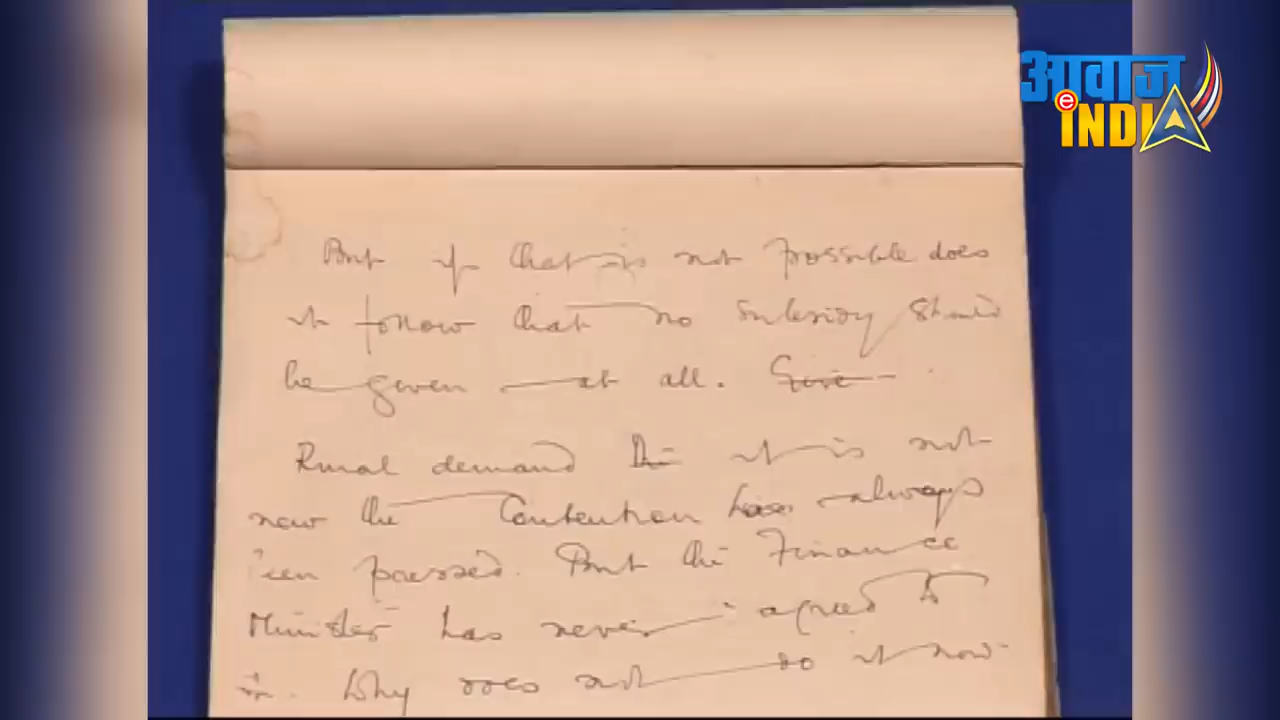 आवाज
e INDIA
But if that is not possible does
it follow that no subsidy should
be given at all. Give
Rural demand it is not
new the Contention has always
been pressed. But the Finance
Minister has never agreed to
it. Why does not do it now